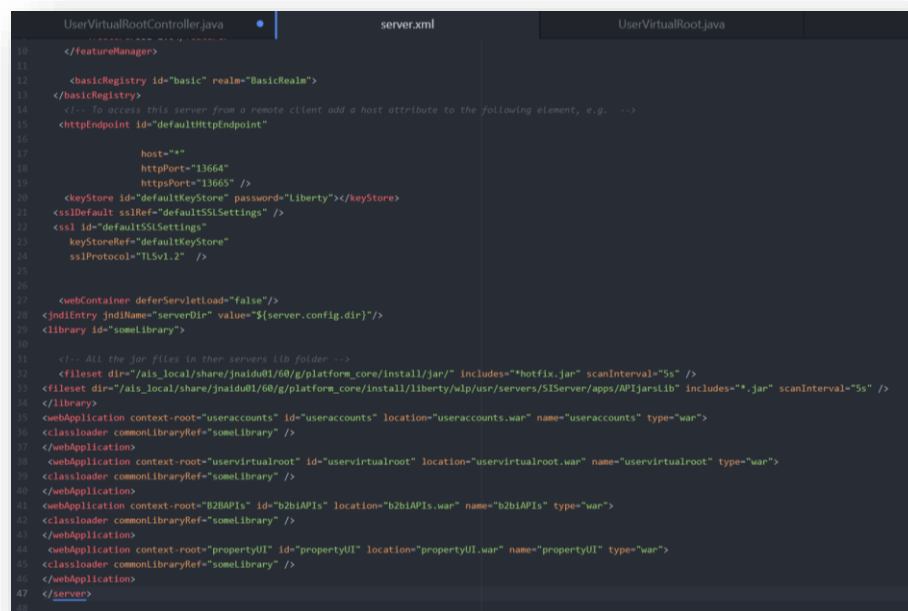 UserVirtualRootController.java server.xml UserVirtualRoot.java
10 </featureManager>
11
12 <basicRegistry id="basic" realm="BasicRealm">
13 </basicRegistry>
14 <!-- To access this server from a remote client add a host attribute to the following element, e.g. -->
15 <httpEndpoint id="defaultHttpEndpoint"
16
17 host="*"
18 httpPort="13664"
19 httpsPort="13665" />
20 <keyStore id="defaultKeyStore" password="Liberty"></keyStore>
21 <sslDefault sslRef="defaultSSLSettings" />
22 <ssl id="defaultSSLSettings"
23 keyStoreRef="defaultKeyStore"
24 sslProtocol="TLSv1.2" />
25
26
27 <webContainer deferServletLoad="false"/>
28 <jndiEntry jndiName="serverDir" value="${server.config.dir}"/>
29 <library id="someLibrary">
30
31 <!-- All the jar files in ther servers lib folder -->
32 <fileset dir="/ais_local/share/jnaidu01/60/g/platform_core/install/jar/" includes="*hotfix.jar" scanInterval="5s" />
33 <fileset dir="/ais_local/share/jnaidu01/60/g/platform_core/install/liberty/wlp/usr/servers/SIServer/apps/APIjarsLib" includes="*.jar" scanInterval="5s" />
34 </library>
35 <webApplication context-root="useraccounts" id="useraccounts" location="useraccounts.war" name="useraccounts" type="war">
36 <classloader commonLibraryRef="someLibrary" />
37 </webApplication>
38 <webApplication context-root="uservirtualroot" id="uservirtualroot" location="uservirtualroot.war" name="uservirtualroot" type="war">
39 <classloader commonLibraryRef="someLibrary" />
40 </webApplication>
41 <webApplication context-root="B2BAPIs" id="b2biAPIs" location="b2biAPIs.war" name="b2biAPIs" type="war">
42 <classloader commonLibraryRef="someLibrary" />
43 </webApplication>
44 <webApplication context-root="propertyUI" id="propertyUI" location="propertyUI.war" name="propertyUI" type="war">
45 <classloader commonLibraryRef="someLibrary" />
46 </webApplication>
47 </server>
48